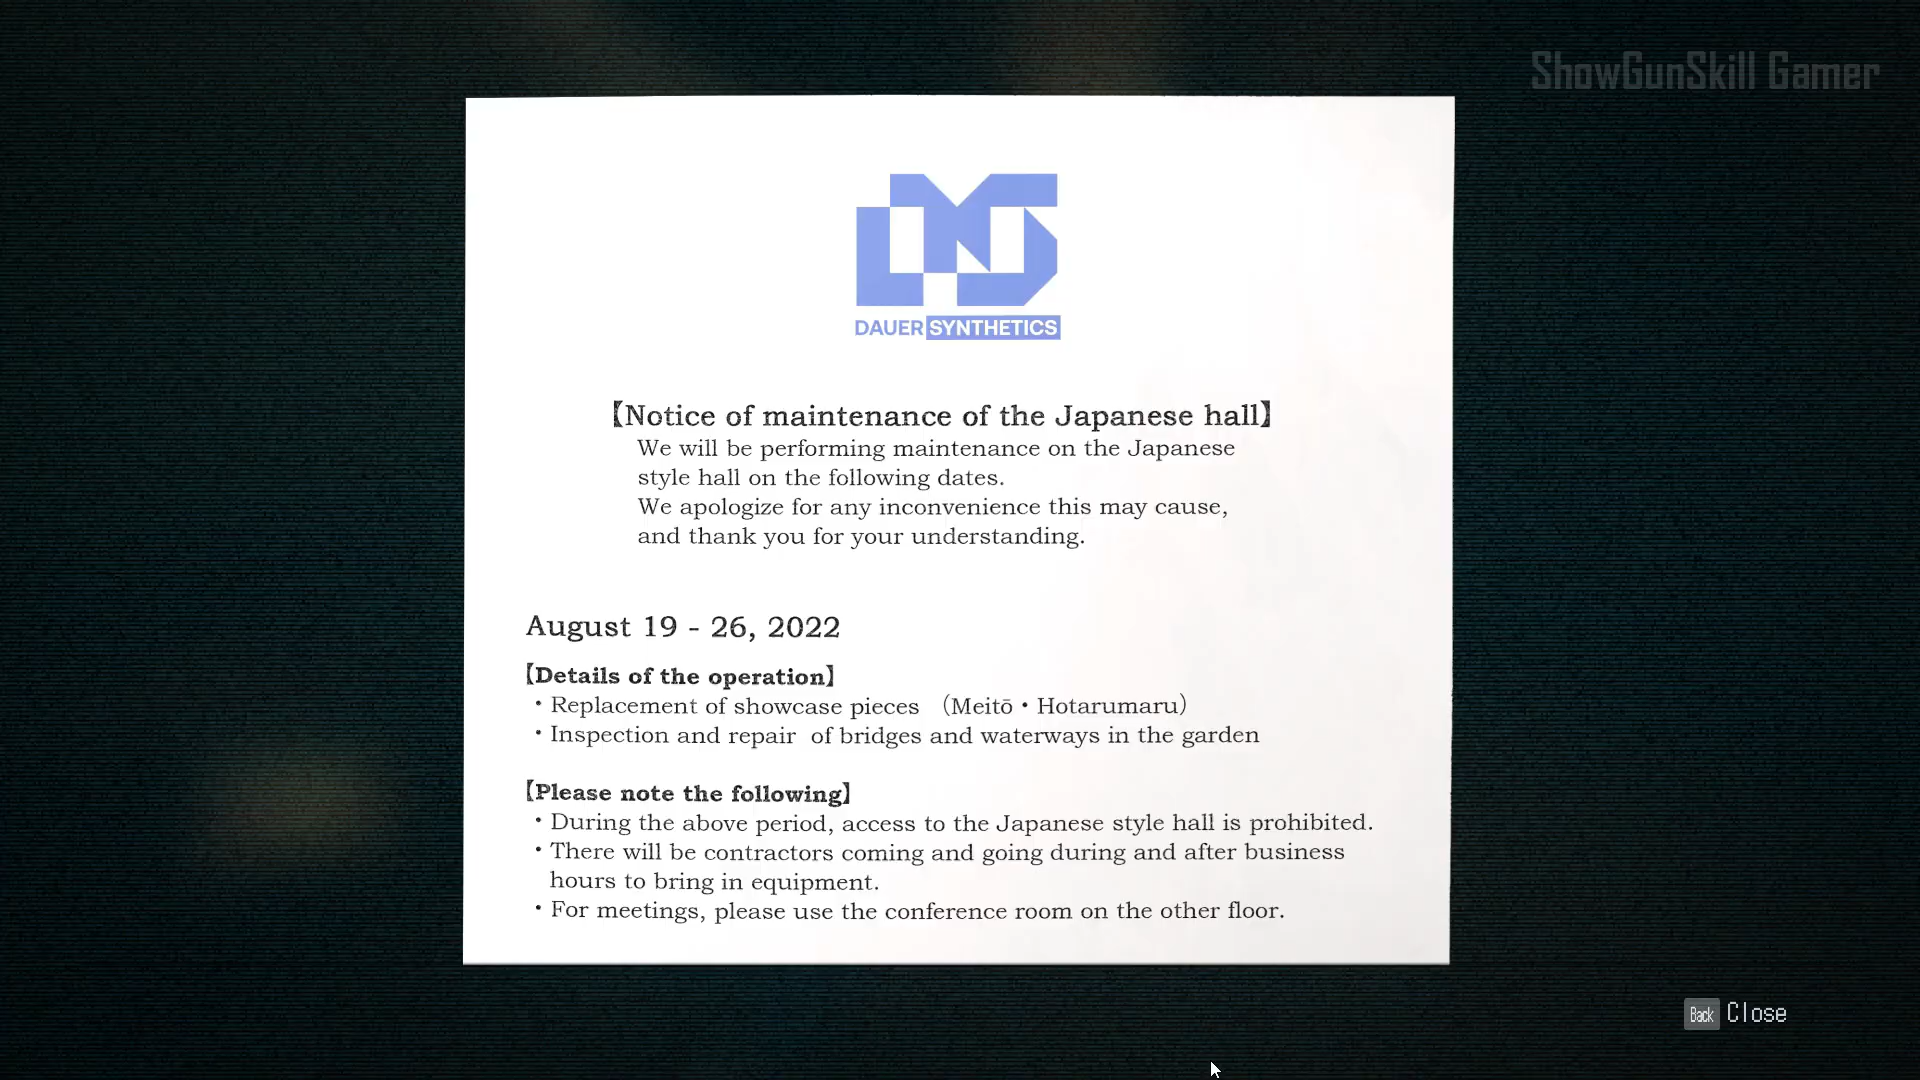 ShowGunSkill Gamer
DAUER SYNTHETICS
【Notice of maintenance of the Japanese hall】
We will be performing maintenance on the Japanese
style hall on the following dates.
We apologize for any inconvenience this may cause,
and thank you for your understanding.
August 19 - 26, 2022
【Details of the operation】
・Replacement of showcase pieces （Meitō・Hotarumaru）
・Inspection and repair of bridges and waterways in the garden
【Please note the following】
・During the above period, access to the Japanese style hall is prohibited.
・There will be contractors coming and going during and after business
hours to bring in equipment.
・For meetings, please use the conference room on the other floor.
Back Close